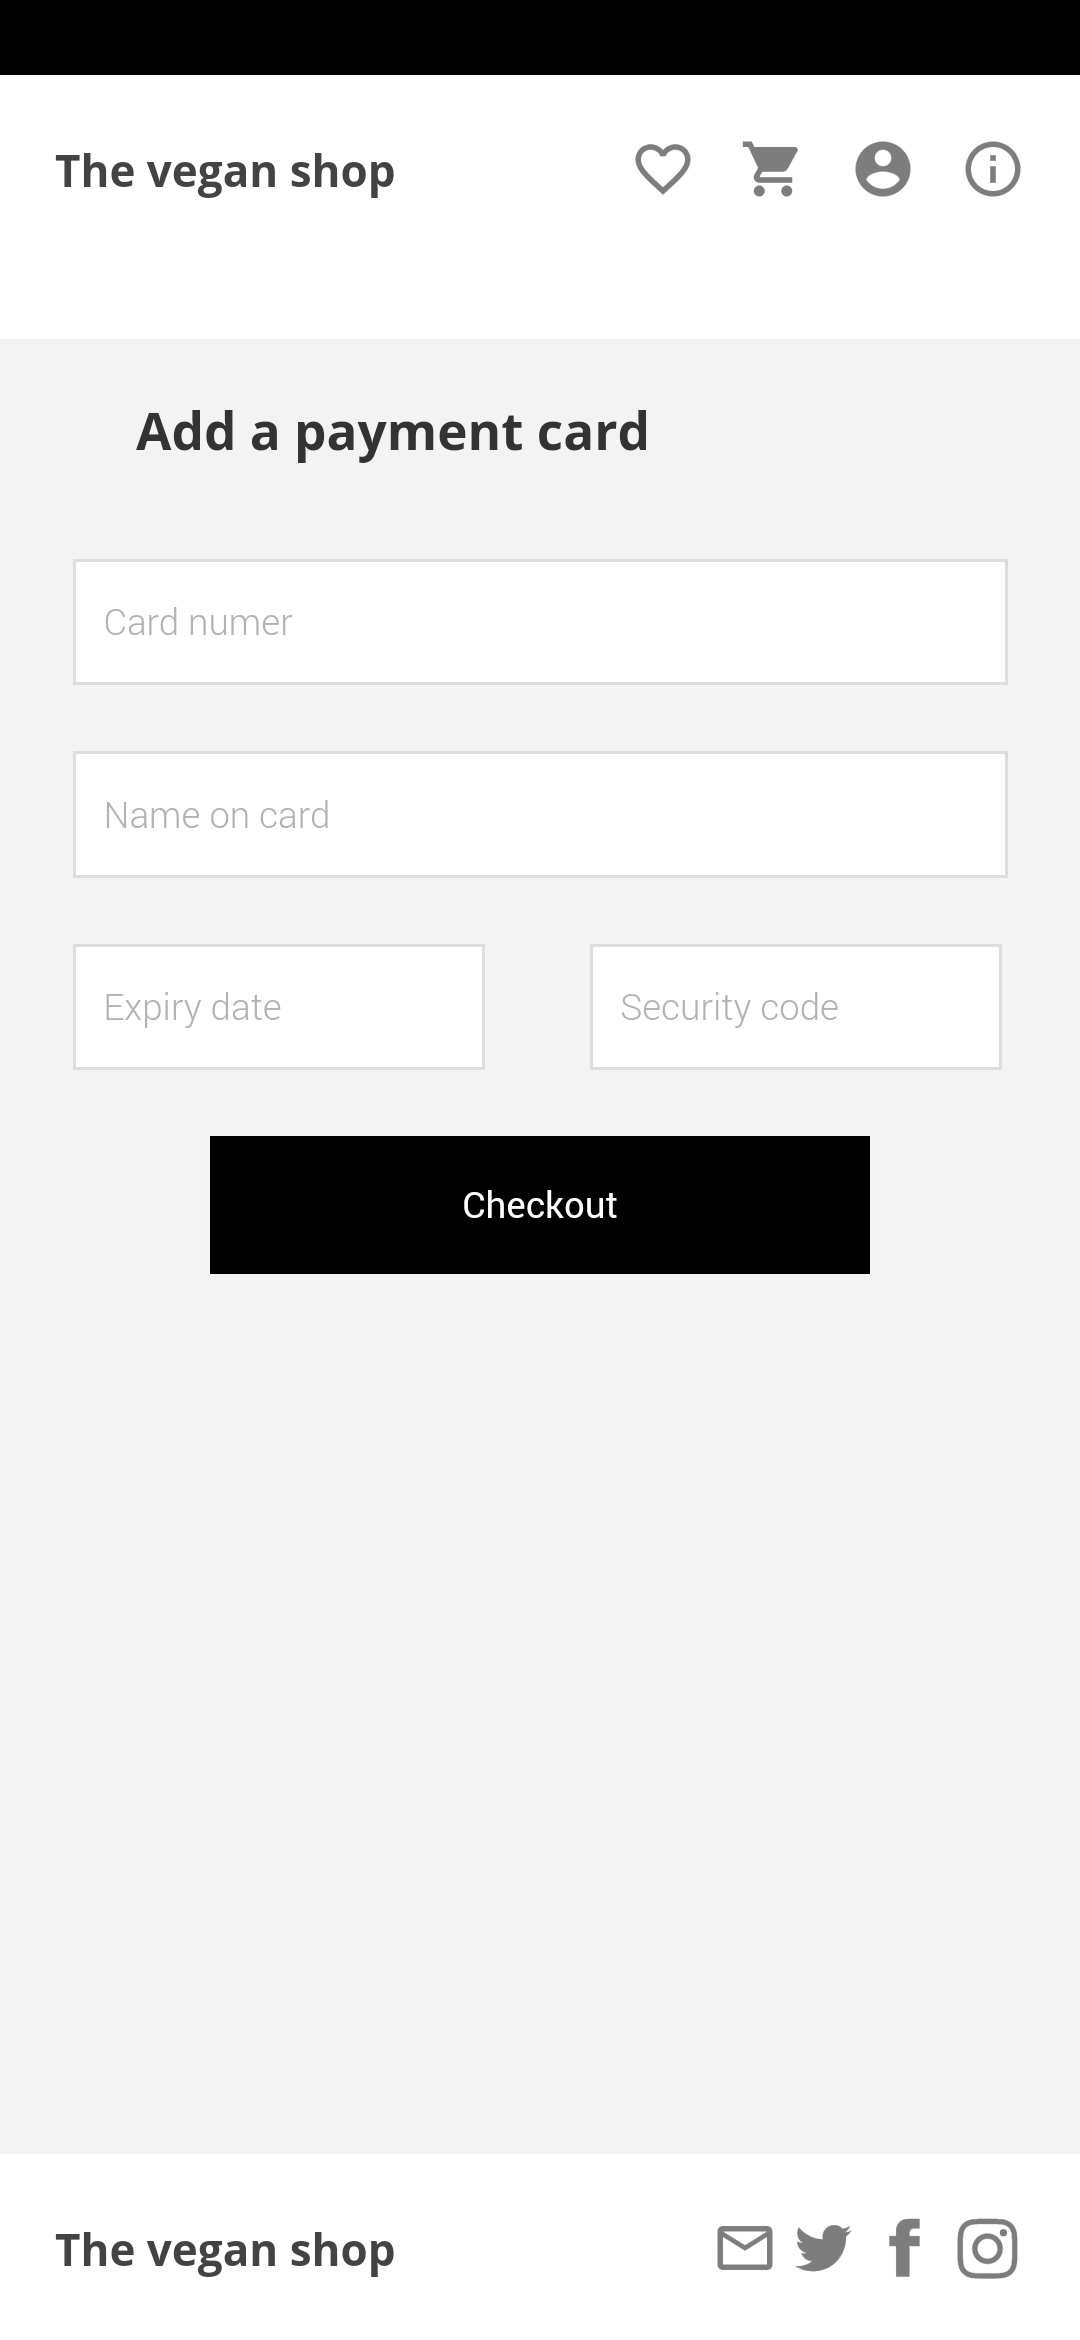 The vegan shop
Add a payment card
Card numer
Name on card
Expiry date
Security code
Checkout
The vegan shop